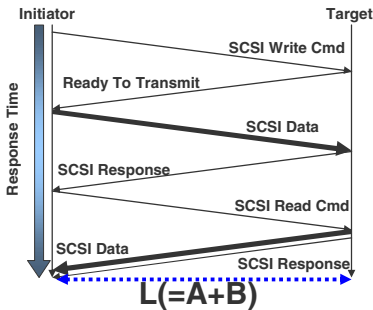 Initiator
Target
SCSI Write Cmd
Ready To Transmit
SCSI Data
SCSI Response
SCSI Read Cmd
SCSI Data
SCSI Response
L(=A+B)
Response Time